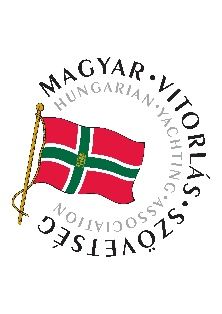 MAGYAR · VITORLÁS · SZÖVETSÉG
HUNGARIAN · YACHTING · ASSOCIATION